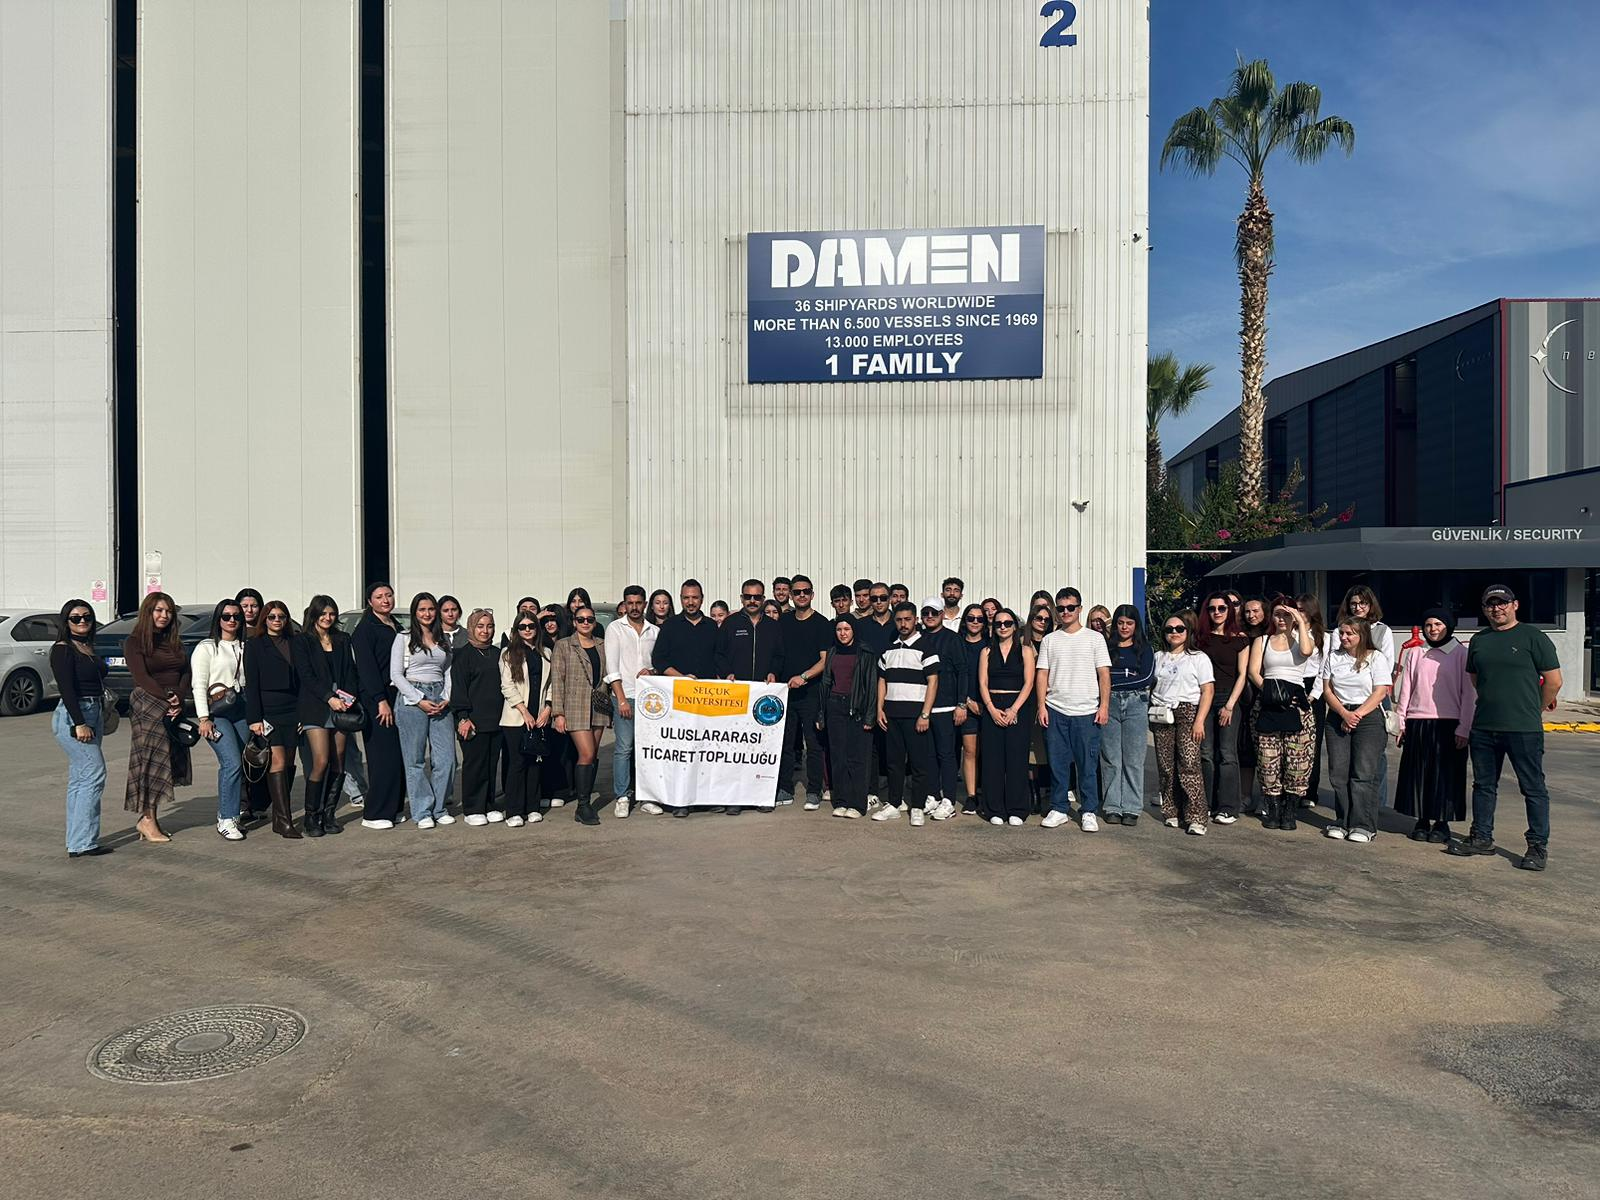 2
DAMEN
36 SHIPYARDS WORLDWIDE
MORE THAN 6.500 VESSELS SINCE 1969
13.000 EMPLOYEES
1 FAMILY
GÜVENLİK / SECURITY
SELÇUK
ÜNİVERSİTESİ
ULUSLARARASI
TİCARET TOPLULUĞU